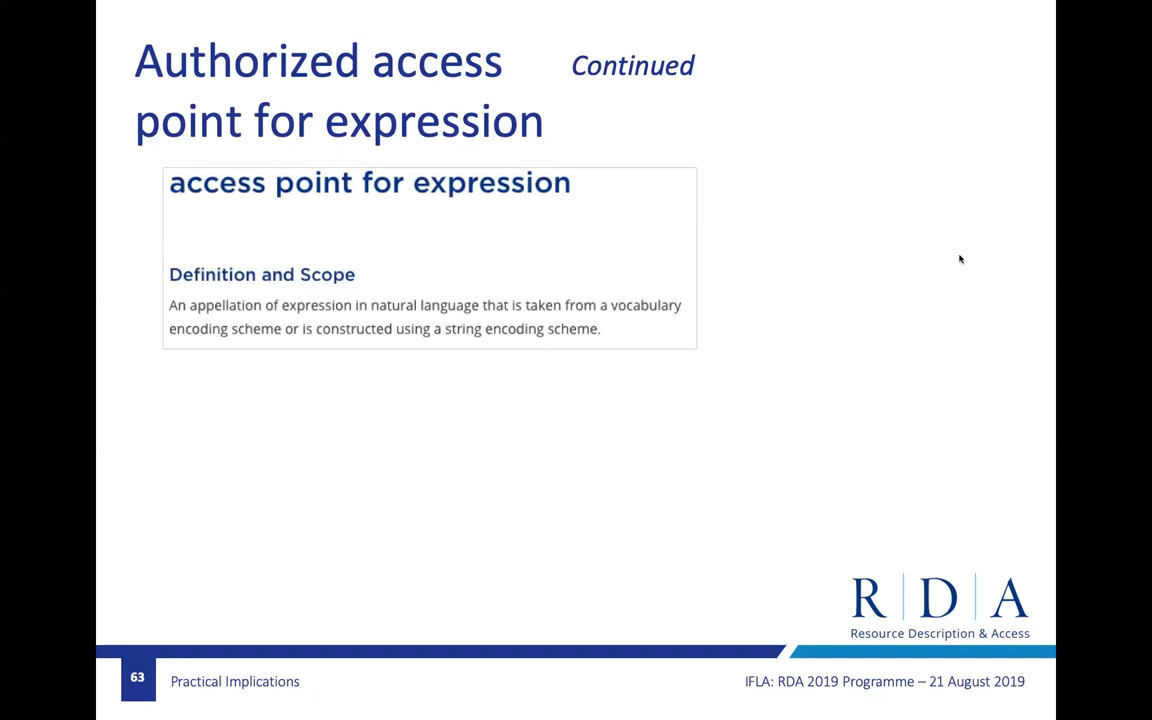 Authorized access
point for expression
Continued
access point for expression
Definition and Scope
An appellation of expression in natural language that is taken from a vocabulary
encoding scheme or is constructed using a string encoding scheme.
R D A
Resource Description & Access
63
Practical Implications
IFLA: RDA 2019 Programme – 21 August 2019